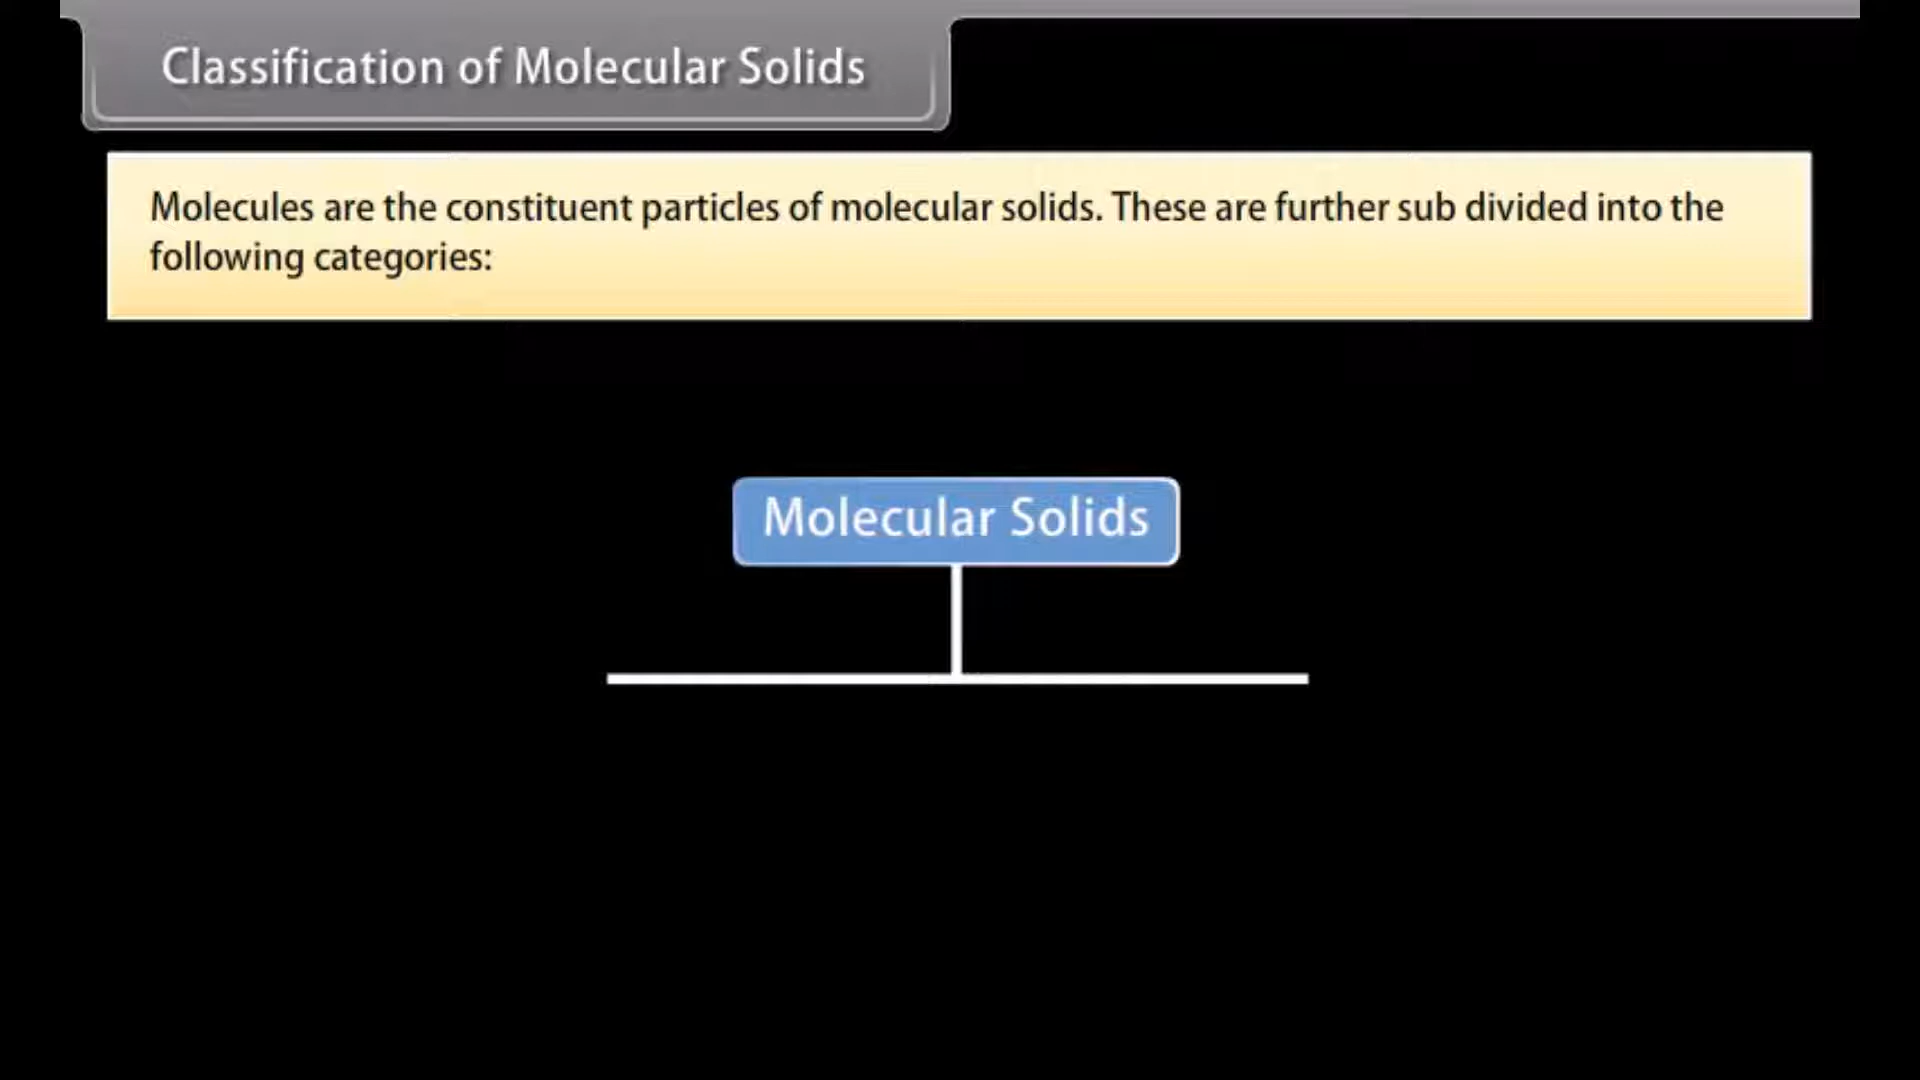 Classification of Molecular Solids
Molecules are the constituent particles of molecular solids. These are further sub divided into the
following categories:
Molecular Solids